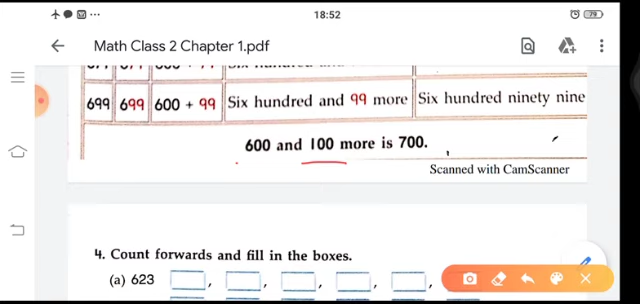 18:52
79
Math Class 2 Chapter 1.pdf
699 699 600 + 99 Six hundred and 99 more Six hundred ninety nine
600 and 100 more is 700.
Scanned with CamScanner
4. Count forwards and fill in the boxes.
(a) 623 , , , , ,